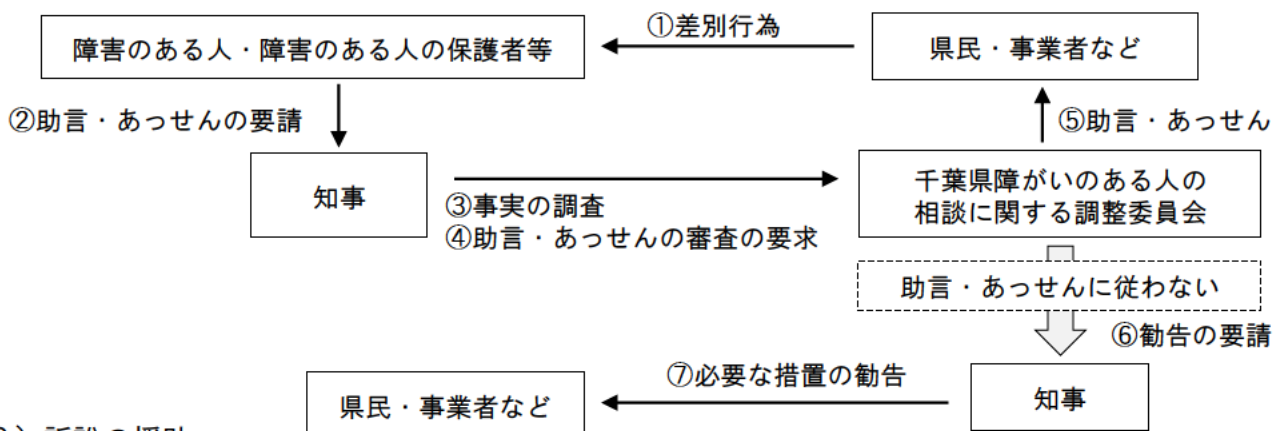 ①差別行為
障害のある人・障害のある人の保護者等
県民・事業者など
②助言・あっせんの要請
⑤助言・あっせん
知事
③事実の調査
④助言・あっせんの審査の要求
千葉県障がいのある人の
相談に関する調整委員会
助言・あっせんに従わない
⑥勧告の要請
⑦必要な措置の勧告
県民・事業者など
知事